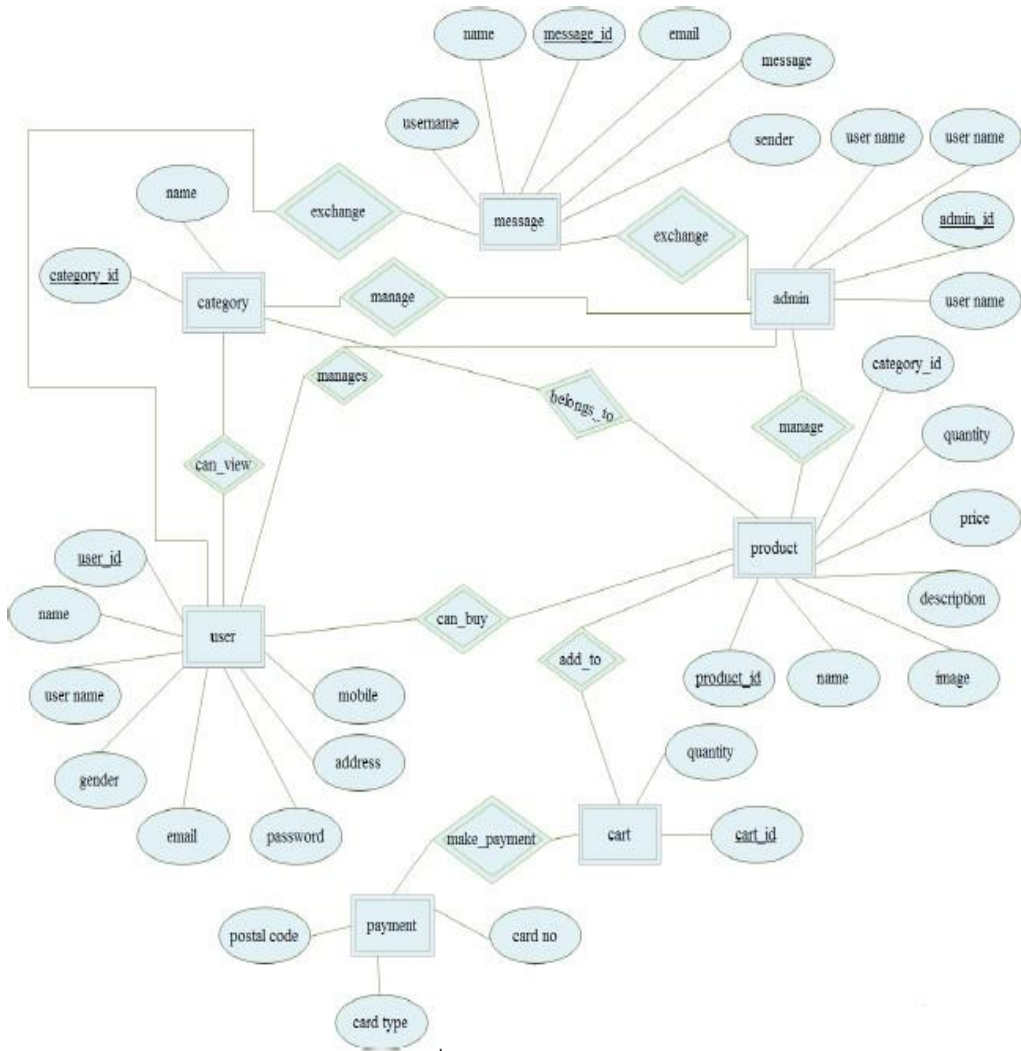 name
message_id
email
message
username
sender
user name
user name
name
exchange
message
exchange
admin_id
category_id
category
manage
admin
user name
manages
belongs_to
category_id
manage
quantity
can_view
price
user_id
product
name
description
user
can_buy
add_to
product_id
name
image
user name
mobile
gender
address
quantity
email
password
make_payment
cart
cart_id
postal code
payment
card no
card type